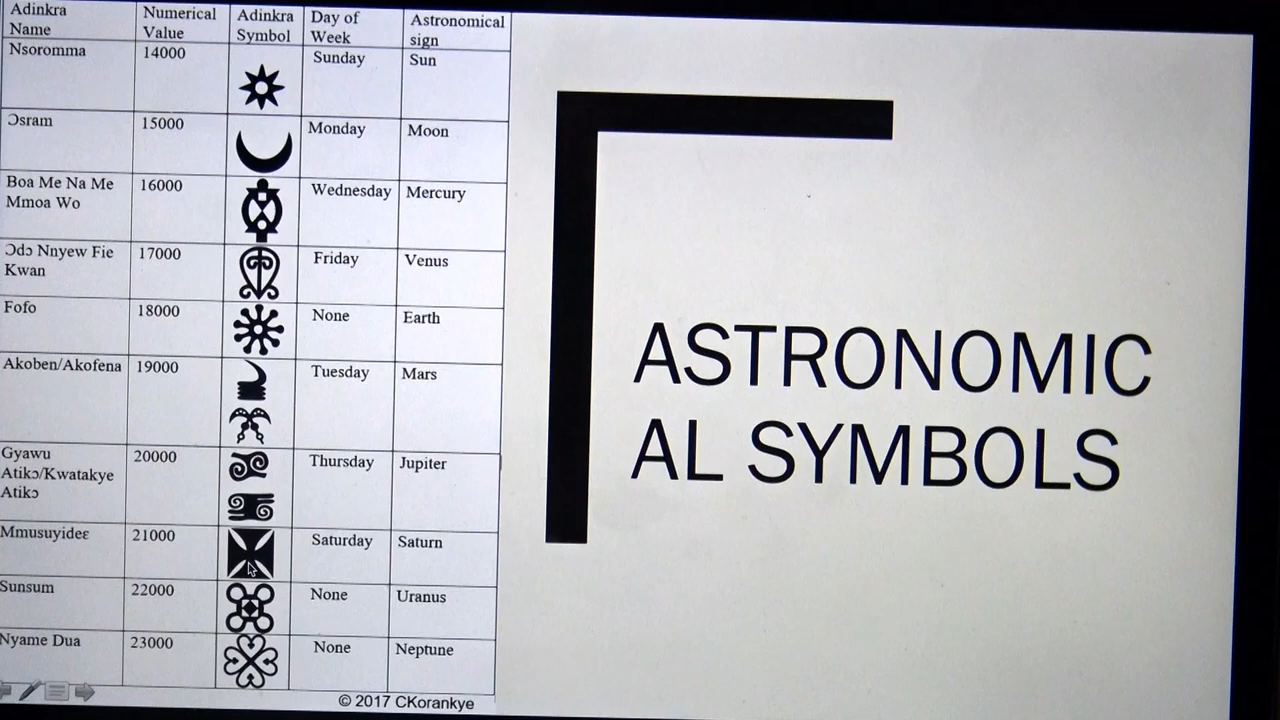 Adinkra Name
Numerical Value
Adinkra Symbol
Day of Week
Astronomical sign
Nsoromma
14000
Sunday
Sun
Ɔsram
15000
Monday
Moon
Boa Me Na Me Mmoa Wo
16000
Wednesday
Mercury
Ɔdɔ Nnyew Fie Kwan
17000
Friday
Venus
Fofo
18000
None
Earth
Akoben/Akofena
19000
Tuesday
Mars
Gyawu Atikɔ/Kwatakye Atikɔ
20000
Thursday
Jupiter
Mmusuyideɛ
21000
Saturday
Saturn
Sunsum
22000
None
Uranus
Nyame Dua
23000
None
Neptune
© 2017 CKorankye
ASTRONOMIC
AL SYMBOLS